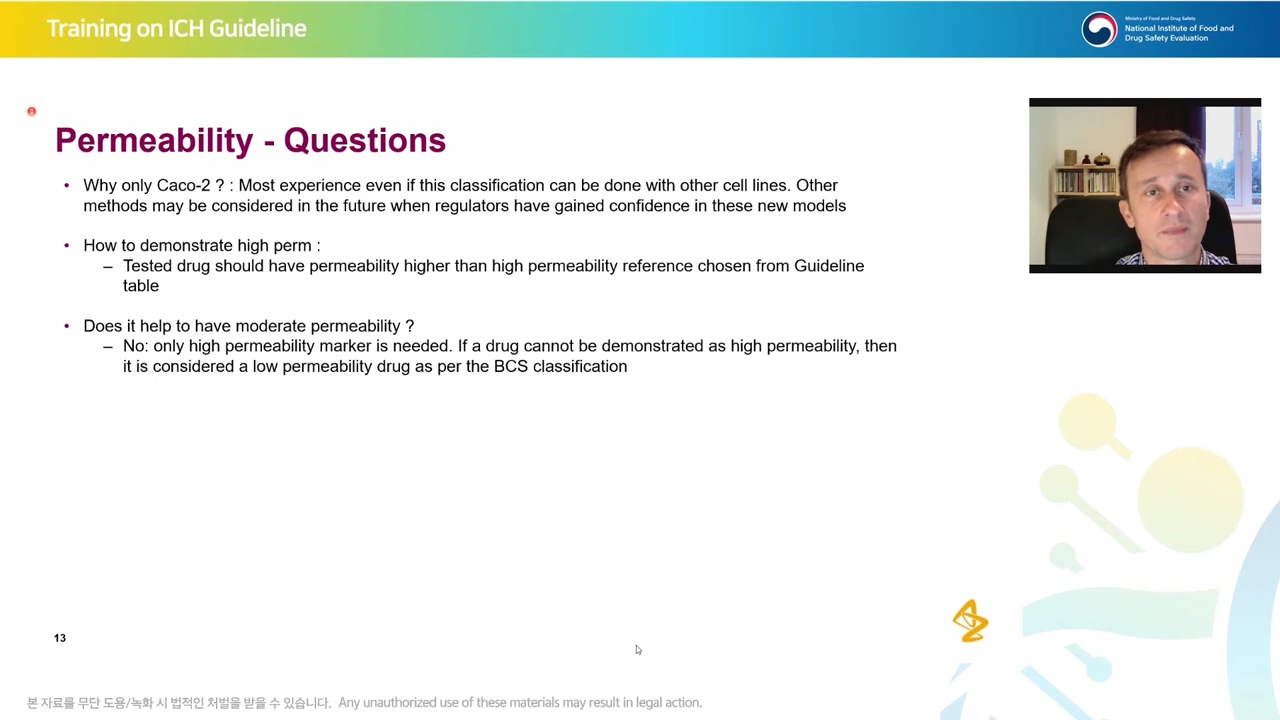 Training on ICH Guideline
Ministry of Food and Drug Safety
National Institute of Food and
Drug Safety Evaluation
Permeability - Questions
• Why only Caco-2 ? : Most experience even if this classification can be done with other cell lines. Other
methods may be considered in the future when regulators have gained confidence in these new models
• How to demonstrate high perm :
– Tested drug should have permeability higher than high permeability reference chosen from Guideline
table
• Does it help to have moderate permeability ?
– No: only high permeability marker is needed. If a drug cannot be demonstrated as high permeability, then
it is considered a low permeability drug as per the BCS classification
13
본 자료를 무단 도용/녹화 시 법적인 처벌을 받을 수 있습니다. Any unauthorized use of these materials may result in legal action.